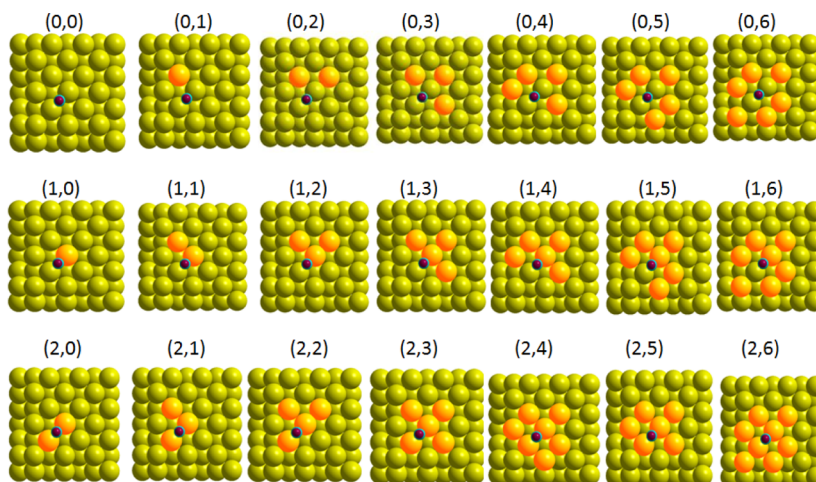 (0,0) (0,1) (0,2) (0,3) (0,4) (0,5) (0,6)
(1,0) (1,1) (1,2) (1,3) (1,4) (1,5) (1,6)
(2,0) (2,1) (2,2) (2,3) (2,4) (2,5) (2,6)